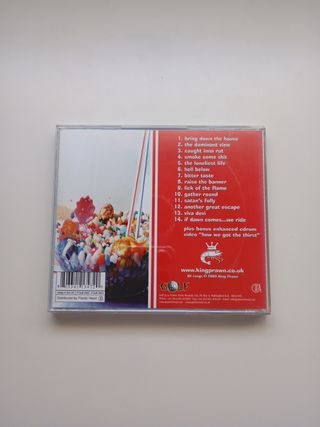 1. bring down the house
2. the dominant view
3. caught inna rut
4. smoke some shit
5. the loneliest life
6. hell below
7. bitter taste
8. raise the banner
9. lick of the flame
10. gather round
11. satan's folly
12. another great escape
13. viva devi
14. if dawn comes...we ride
plus bonus enhanced cdrom
video "how we got the thirst"
www.kingprawn.co.uk
GOLF